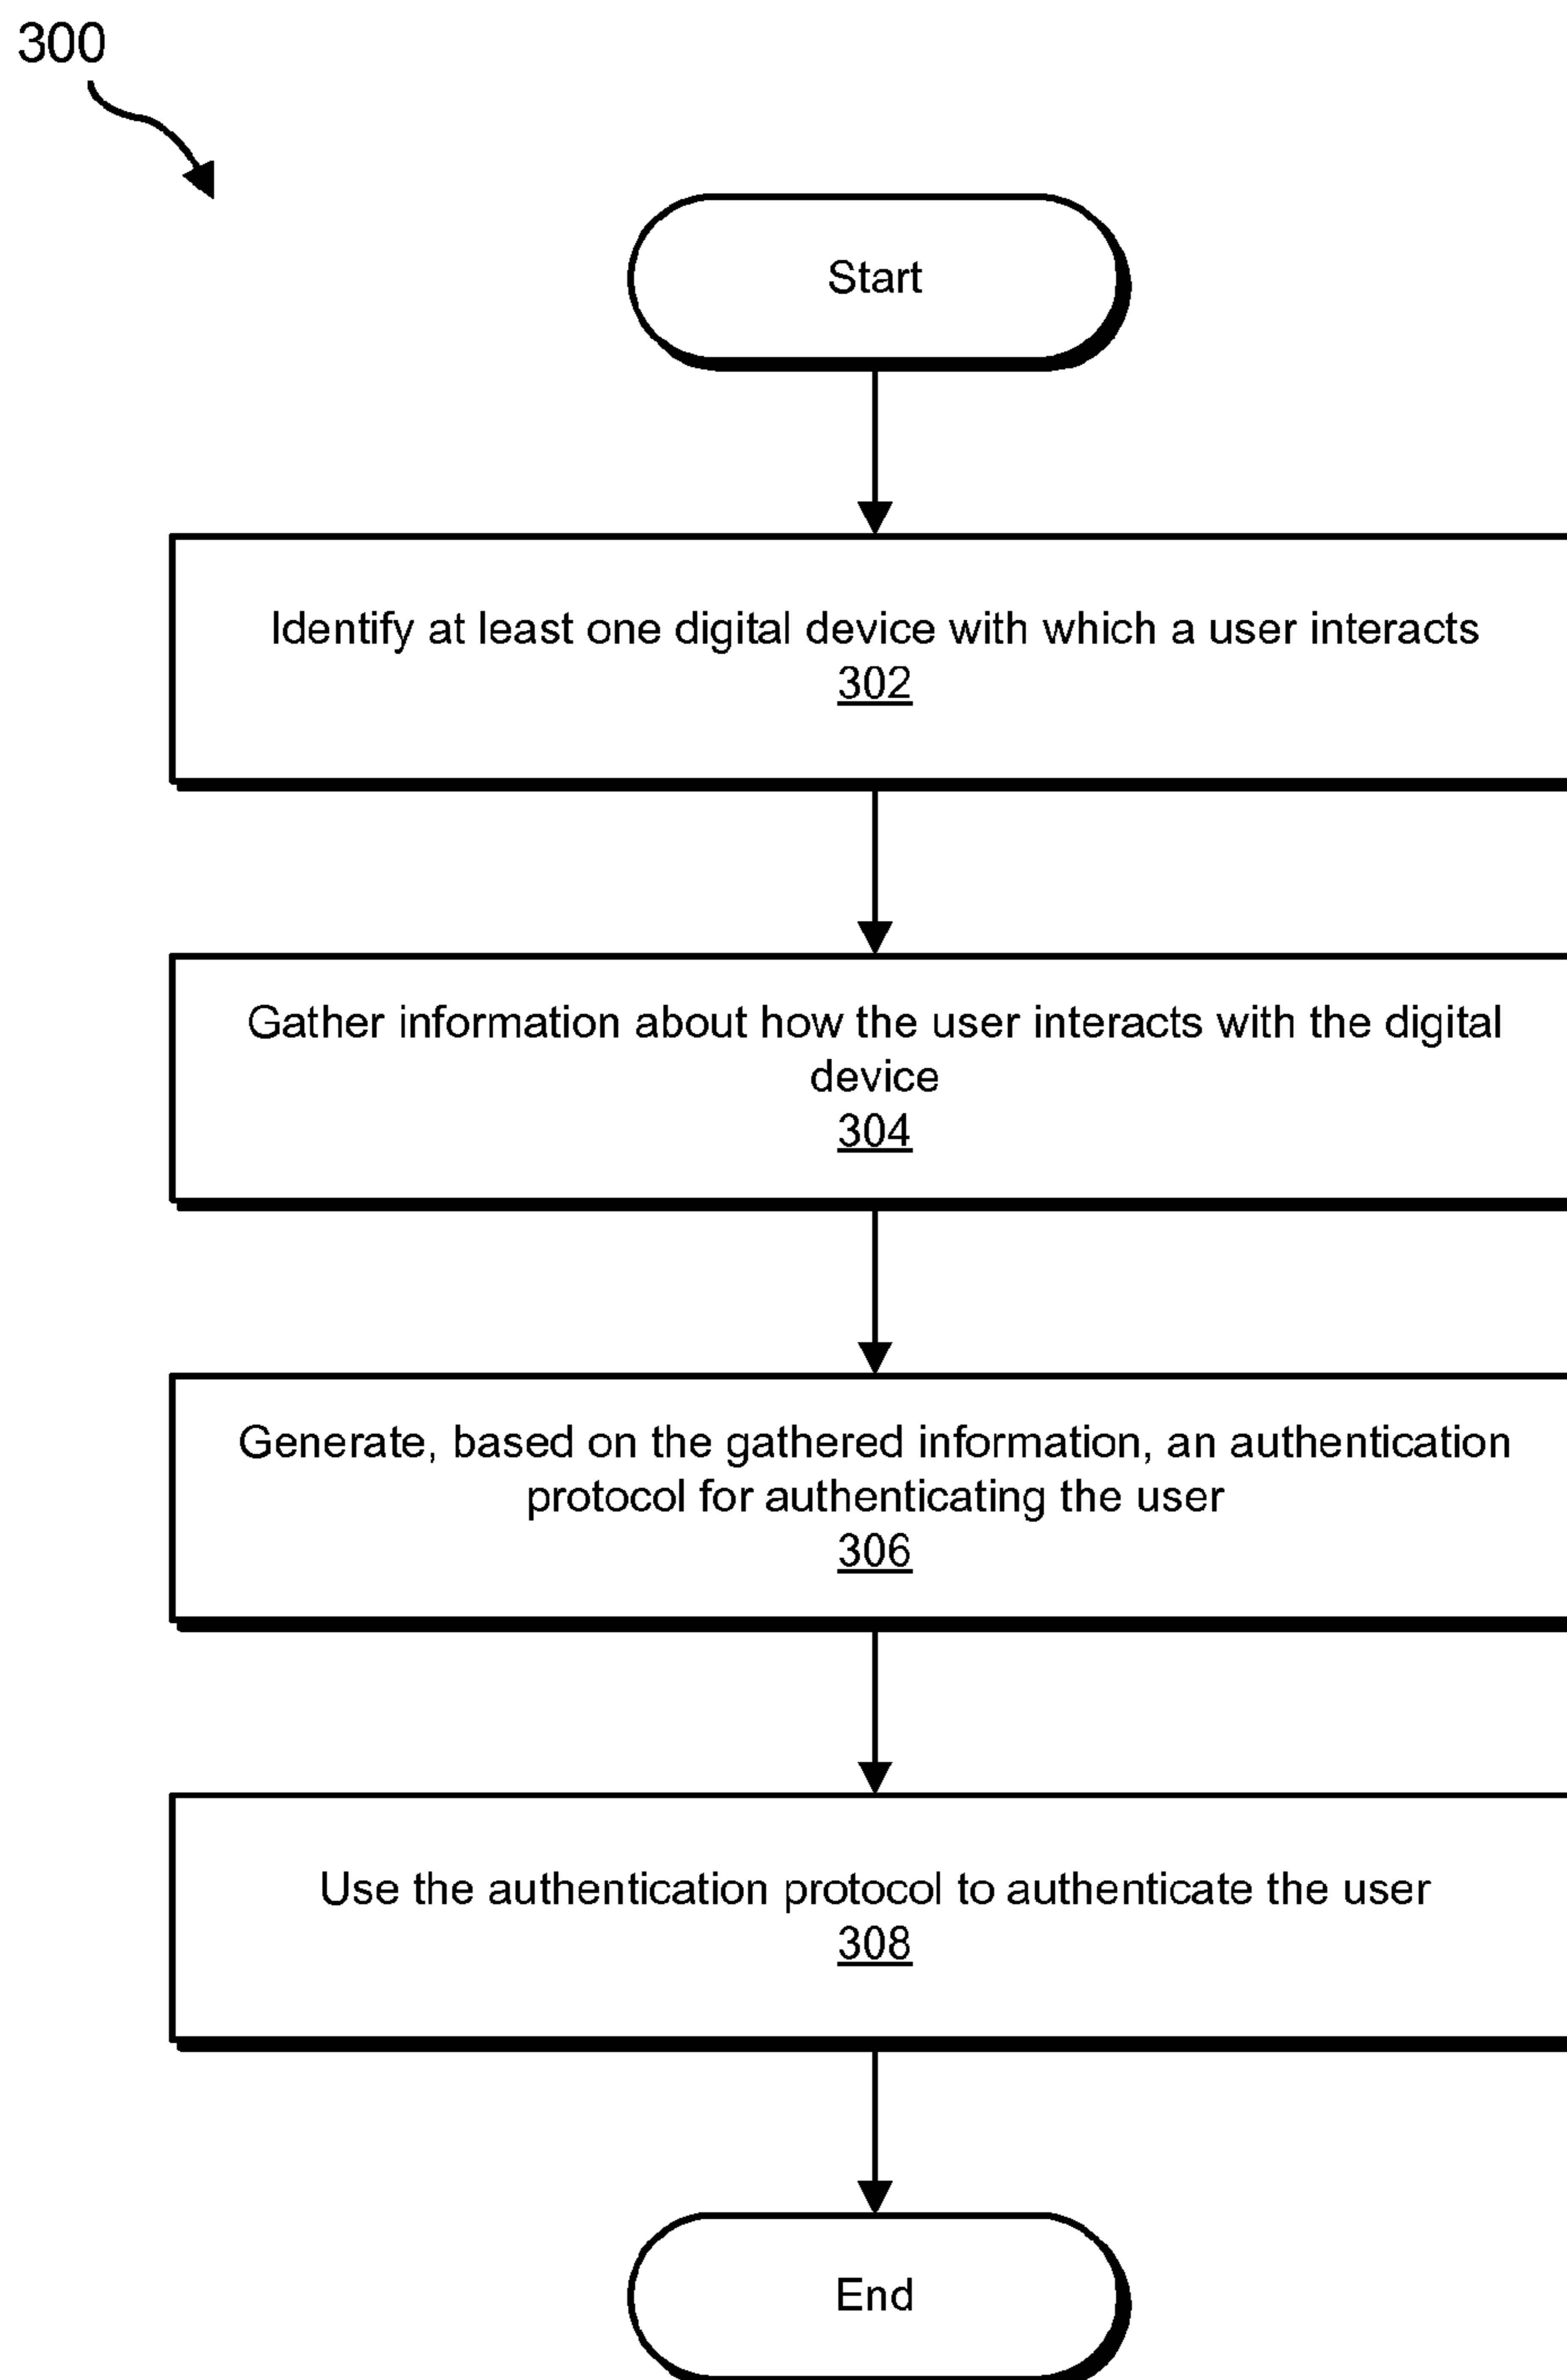 300
Start
Identify at least one digital device with which a user interacts
302
Gather information about how the user interacts with the digital
device
304
Generate, based on the gathered information, an authentication
protocol for authenticating the user
306
Use the authentication protocol to authenticate the user
308
End